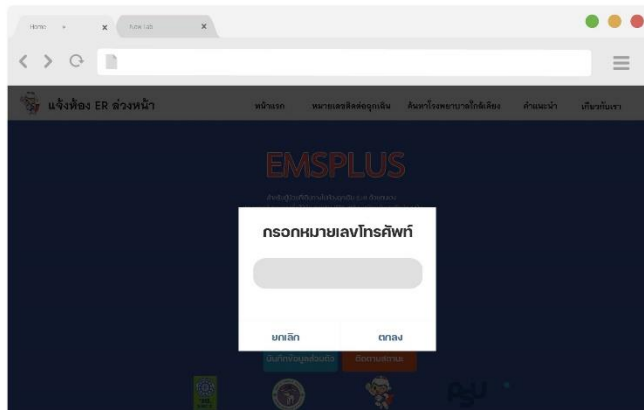 Home
New Tab
แจ้งห้อง ER ล่วงหน้า
หน้าแรก
หมายเลขติดต่อฉุกเฉิน
ค้นหาโรงพยาบาลใกล้เคียง
คำแนะนำ
เกี่ยวกับเรา
EMSPLUS
กรอกหมายเลขโทรศัพท์
ยกเลิก
ตกลง
บันทึกข้อมูลส่วนตัว
ติดตามสถานะ
PSU